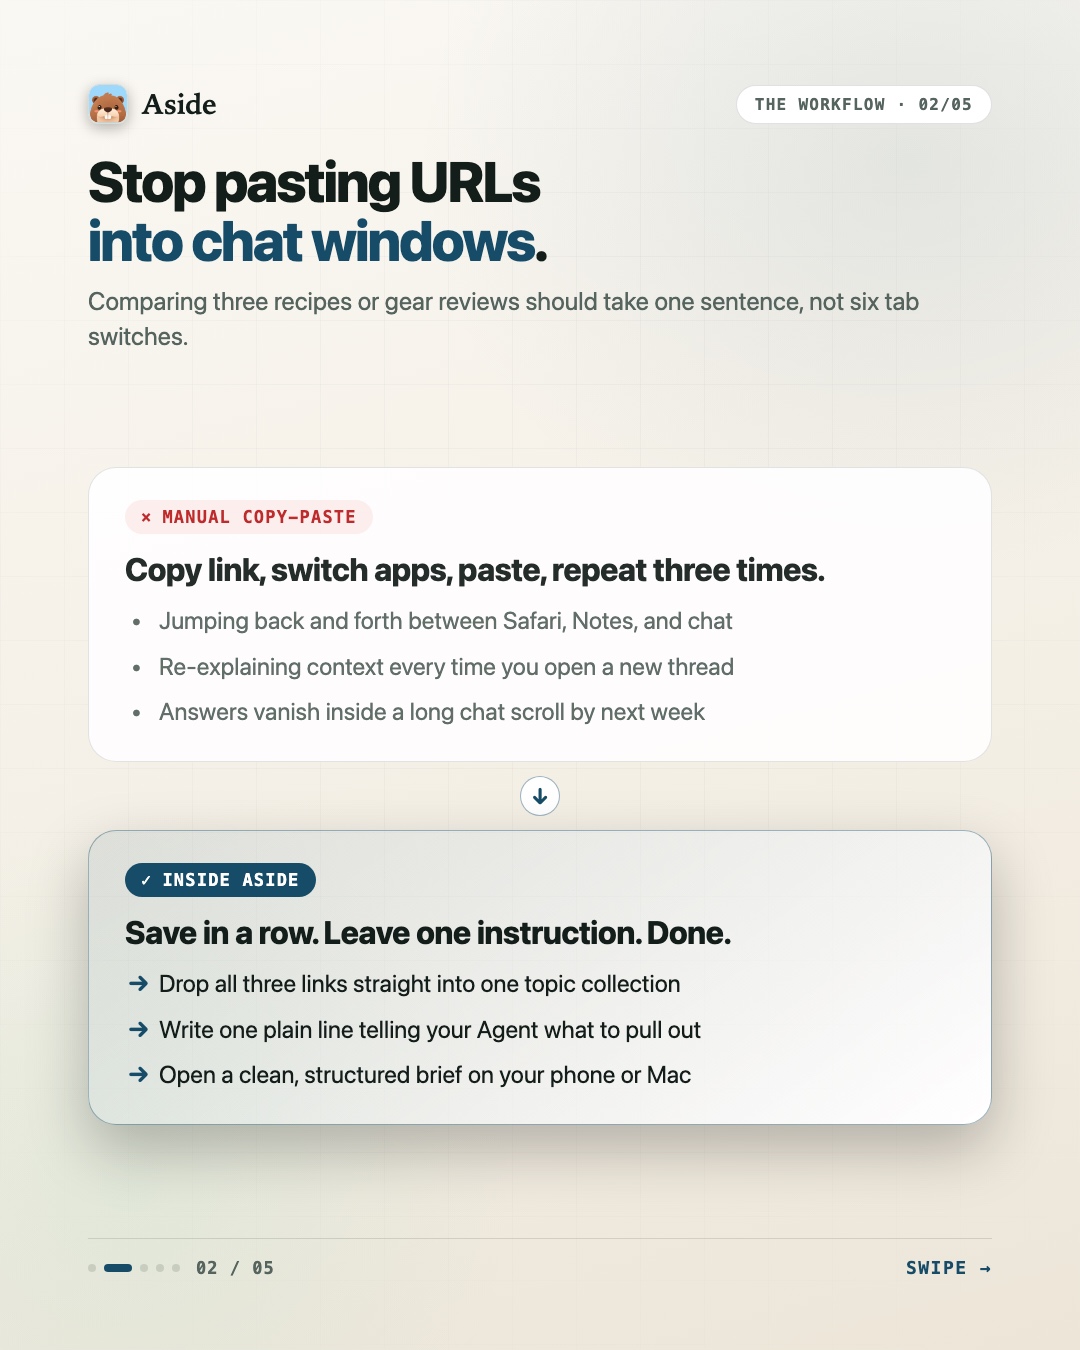 Aside
THE WORKFLOW · 02/05
Stop pasting URLs
into chat windows.
Comparing three recipes or gear reviews should take one sentence, not six tab
switches.
× MANUAL COPY-PASTE
Copy link, switch apps, paste, repeat three times.
• Jumping back and forth between Safari, Notes, and chat
• Re-explaining context every time you open a new thread
• Answers vanish inside a long chat scroll by next week
↓
✓ INSIDE ASIDE
Save in a row. Leave one instruction. Done.
→ Drop all three links straight into one topic collection
→ Write one plain line telling your Agent what to pull out
→ Open a clean, structured brief on your phone or Mac
02 / 05
SWIPE →